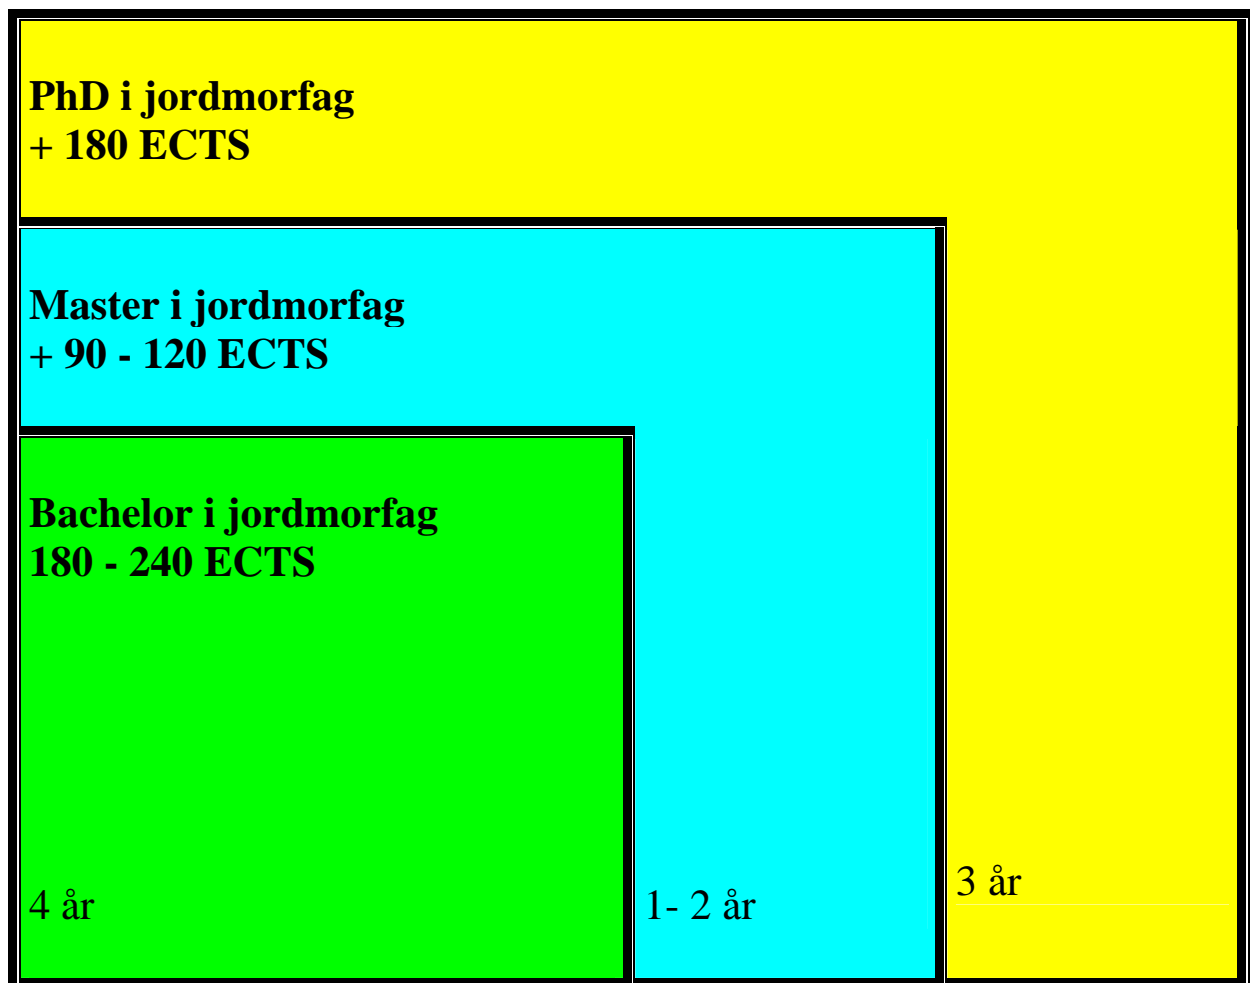 PhD i jordmorfag
+ 180 ECTS
Master i jordmorfag
+ 90 - 120 ECTS
Bachelor i jordmorfag
180 - 240 ECTS
4 år
1- 2 år
3 år